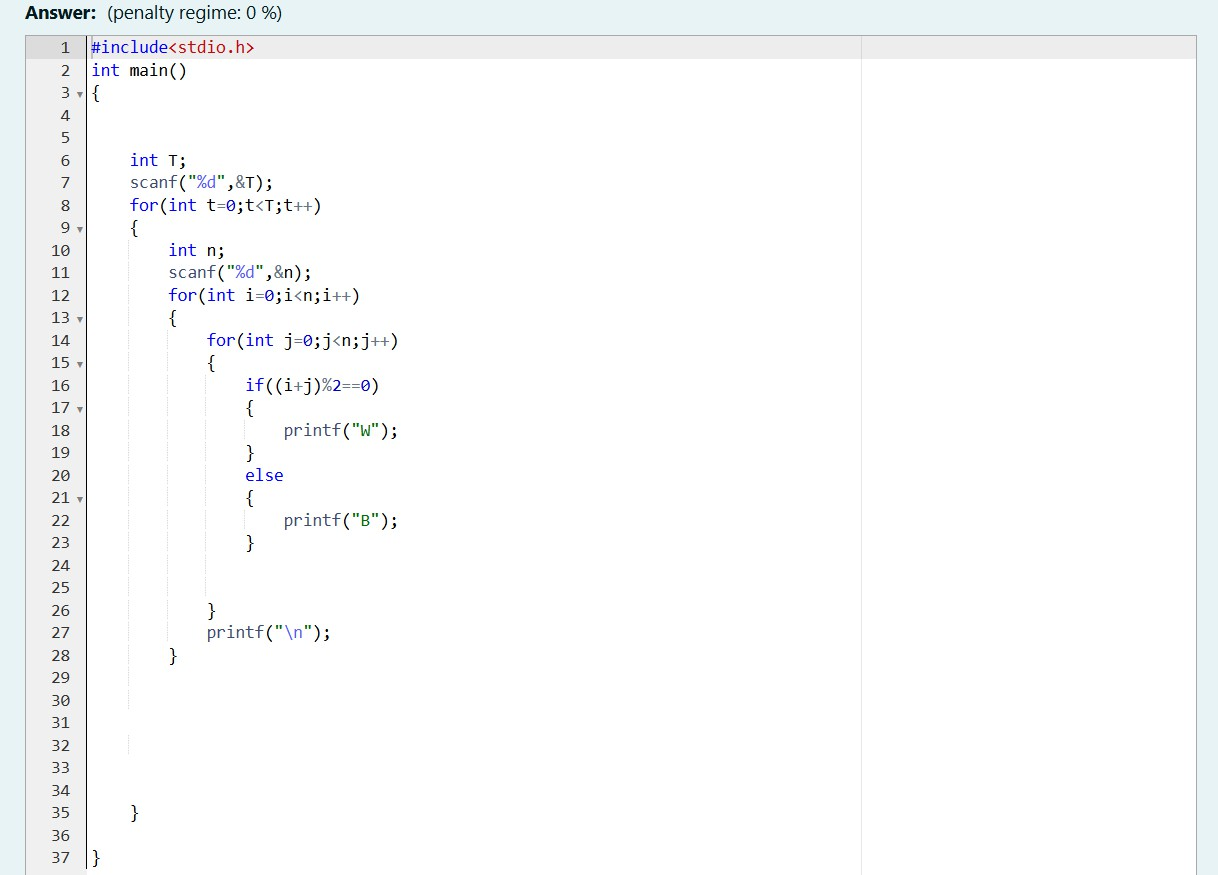 Answer: (penalty regime: 0 %)
1 #include<stdio.h>
2 int main()
3 {
4
5
6     int T;
7     scanf("%d",&T);
8     for(int t=0;t<T;t++)
9     {
10         int n;
11         scanf("%d",&n);
12         for(int i=0;i<n;i++)
13         {
14             for(int j=0;j<n;j++)
15             {
16                 if((i+j)%2==0)
17                 {
18                     printf("W");
19                 }
20                 else
21                 {
22                     printf("B");
23                 }
24
25
26             }
27             printf("\n");
28         }
29
30
31
32
33
34
35     }
36
37 }